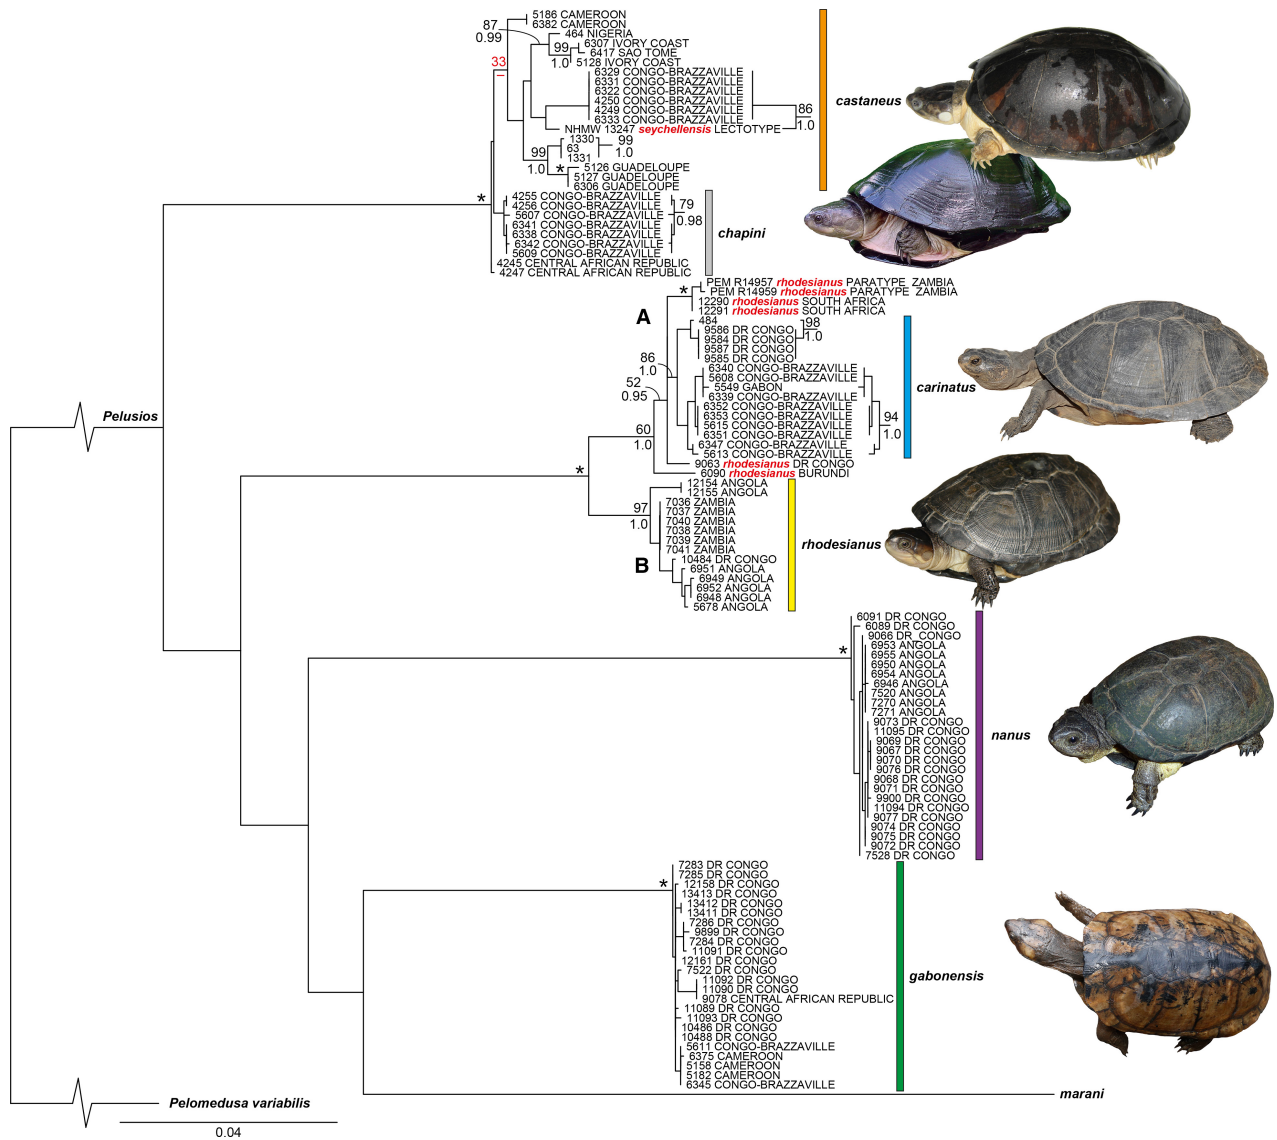 5186 CAMEROON
6382 CAMEROON
87
0.99
464 NIGERIA
6307 IVORY COAST
99
6417 SAO TOME
1.0
5128 IVORY COAST
33
–
6329 CONGO-BRAZZAVILLE
6331 CONGO-BRAZZAVILLE
6322 CONGO-BRAZZAVILLE
4250 CONGO-BRAZZAVILLE
4249 CONGO-BRAZZAVILLE
6333 CONGO-BRAZZAVILLE
86
1.0
castaneus
NHMW 13247 seychellensis LECTOTYPE
1330
63
1331
99
1.0
99
1.0
*
5126 GUADELOUPE
5127 GUADELOUPE
6306 GUADELOUPE
*
4255 CONGO-BRAZZAVILLE
4256 CONGO-BRAZZAVILLE
5607 CONGO-BRAZZAVILLE
6341 CONGO-BRAZZAVILLE
6338 CONGO-BRAZZAVILLE
6342 CONGO-BRAZZAVILLE
5609 CONGO-BRAZZAVILLE
79
0.98
chapini
4245 CENTRAL AFRICAN REPUBLIC
4247 CENTRAL AFRICAN REPUBLIC
*
PEM R14957 rhodesianus PARATYPE ZAMBIA
PEM R14959 rhodesianus PARATYPE ZAMBIA
12290 rhodesianus SOUTH AFRICA
12291 rhodesianus SOUTH AFRICA
A
484
9586 DR CONGO
9584 DR CONGO
9587 DR CONGO
9585 DR CONGO
98
1.0
86
1.0
6340 CONGO-BRAZZAVILLE
5608 CONGO-BRAZZAVILLE
5549 GABON
6339 CONGO-BRAZZAVILLE
6352 CONGO-BRAZZAVILLE
6353 CONGO-BRAZZAVILLE
5615 CONGO-BRAZZAVILLE
6351 CONGO-BRAZZAVILLE
6347 CONGO-BRAZZAVILLE
5613 CONGO-BRAZZAVILLE
94
1.0
carinatus
52
0.95
60
1.0
9063 rhodesianus DR CONGO
6090 rhodesianus BURUNDI
*
Pelusios
12154 ANGOLA
12155 ANGOLA
7036 ZAMBIA
7037 ZAMBIA
7040 ZAMBIA
7038 ZAMBIA
7039 ZAMBIA
7041 ZAMBIA
97
1.0
rhodesianus
B
10484 DR CONGO
6951 ANGOLA
6949 ANGOLA
6952 ANGOLA
6948 ANGOLA
5678 ANGOLA
*
6091 DR CONGO
6089 DR CONGO
9066 DR_CONGO
6953 ANGOLA
6955 ANGOLA
6950 ANGOLA
6954 ANGOLA
6946 ANGOLA
7520 ANGOLA
7270 ANGOLA
7271 ANGOLA
9073 DR CONGO
11095 DR CONGO
9069 DR CONGO
9067 DR CONGO
9070 DR CONGO
9076 DR CONGO
9068 DR CONGO
9071 DR CONGO
9900 DR CONGO
11094 DR CONGO
9077 DR CONGO
9074 DR CONGO
9075 DR CONGO
9072 DR CONGO
7528 DR CONGO
nanus
*
7283 DR CONGO
7285 DR CONGO
12158 DR CONGO
13413 DR CONGO
13412 DR CONGO
13411 DR CONGO
7286 DR CONGO
9899 DR CONGO
7284 DR CONGO
11091 DR CONGO
12161 DR CONGO
7522 DR CONGO
11092 DR CONGO
11090 DR CONGO
9078 CENTRAL AFRICAN REPUBLIC
11089 DR CONGO
11093 DR CONGO
10486 DR CONGO
10488 DR CONGO
5611 CONGO-BRAZZAVILLE
6375 CAMEROON
5158 CAMEROON
5182 CAMEROON
6345 CONGO-BRAZZAVILLE
gabonensis
marani
Pelomedusa variabilis
0.04